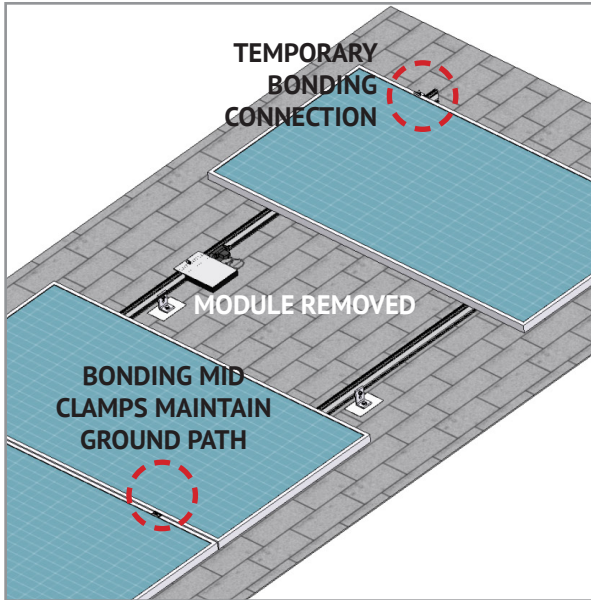 TEMPORARY
BONDING
CONNECTION
MODULE REMOVED
BONDING MID
CLAMPS MAINTAIN
GROUND PATH